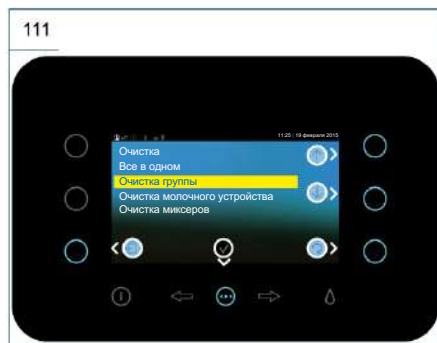 111
11:25 | 19 февраля 2015
Очистка
Все в одном
Очистка группы
Очистка молочного устройства
Очистка миксеров